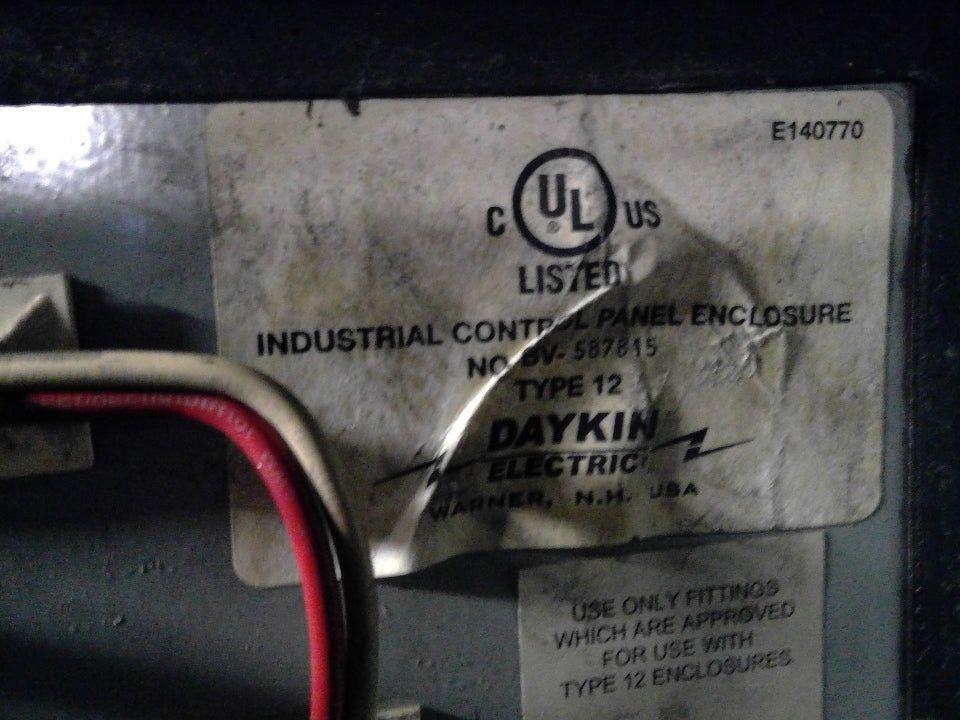 E140770
C UL US
®
LISTED
INDUSTRIAL CONTROL PANEL ENCLOSURE
NO. BV- 587815
TYPE 12
DAYKIN
ELECTRIC
WARNER, N.H. USA
USE ONLY FITTINGS
WHICH ARE APPROVED
FOR USE WITH
TYPE 12 ENCLOSURES